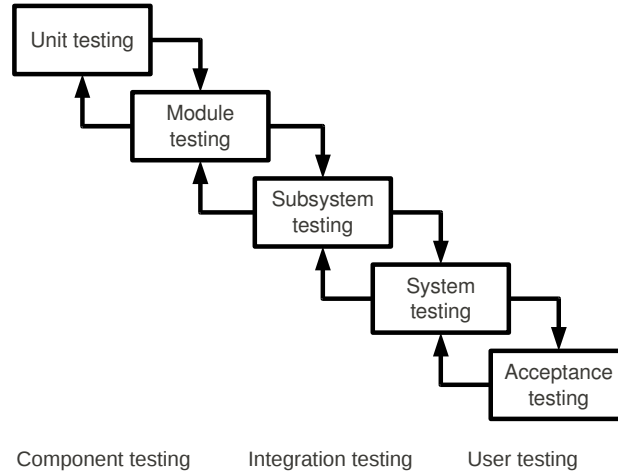 Unit testing
Module
testing
Subsystem
testing
System
testing
Acceptance
testing
Component testing
Integration testing
User testing